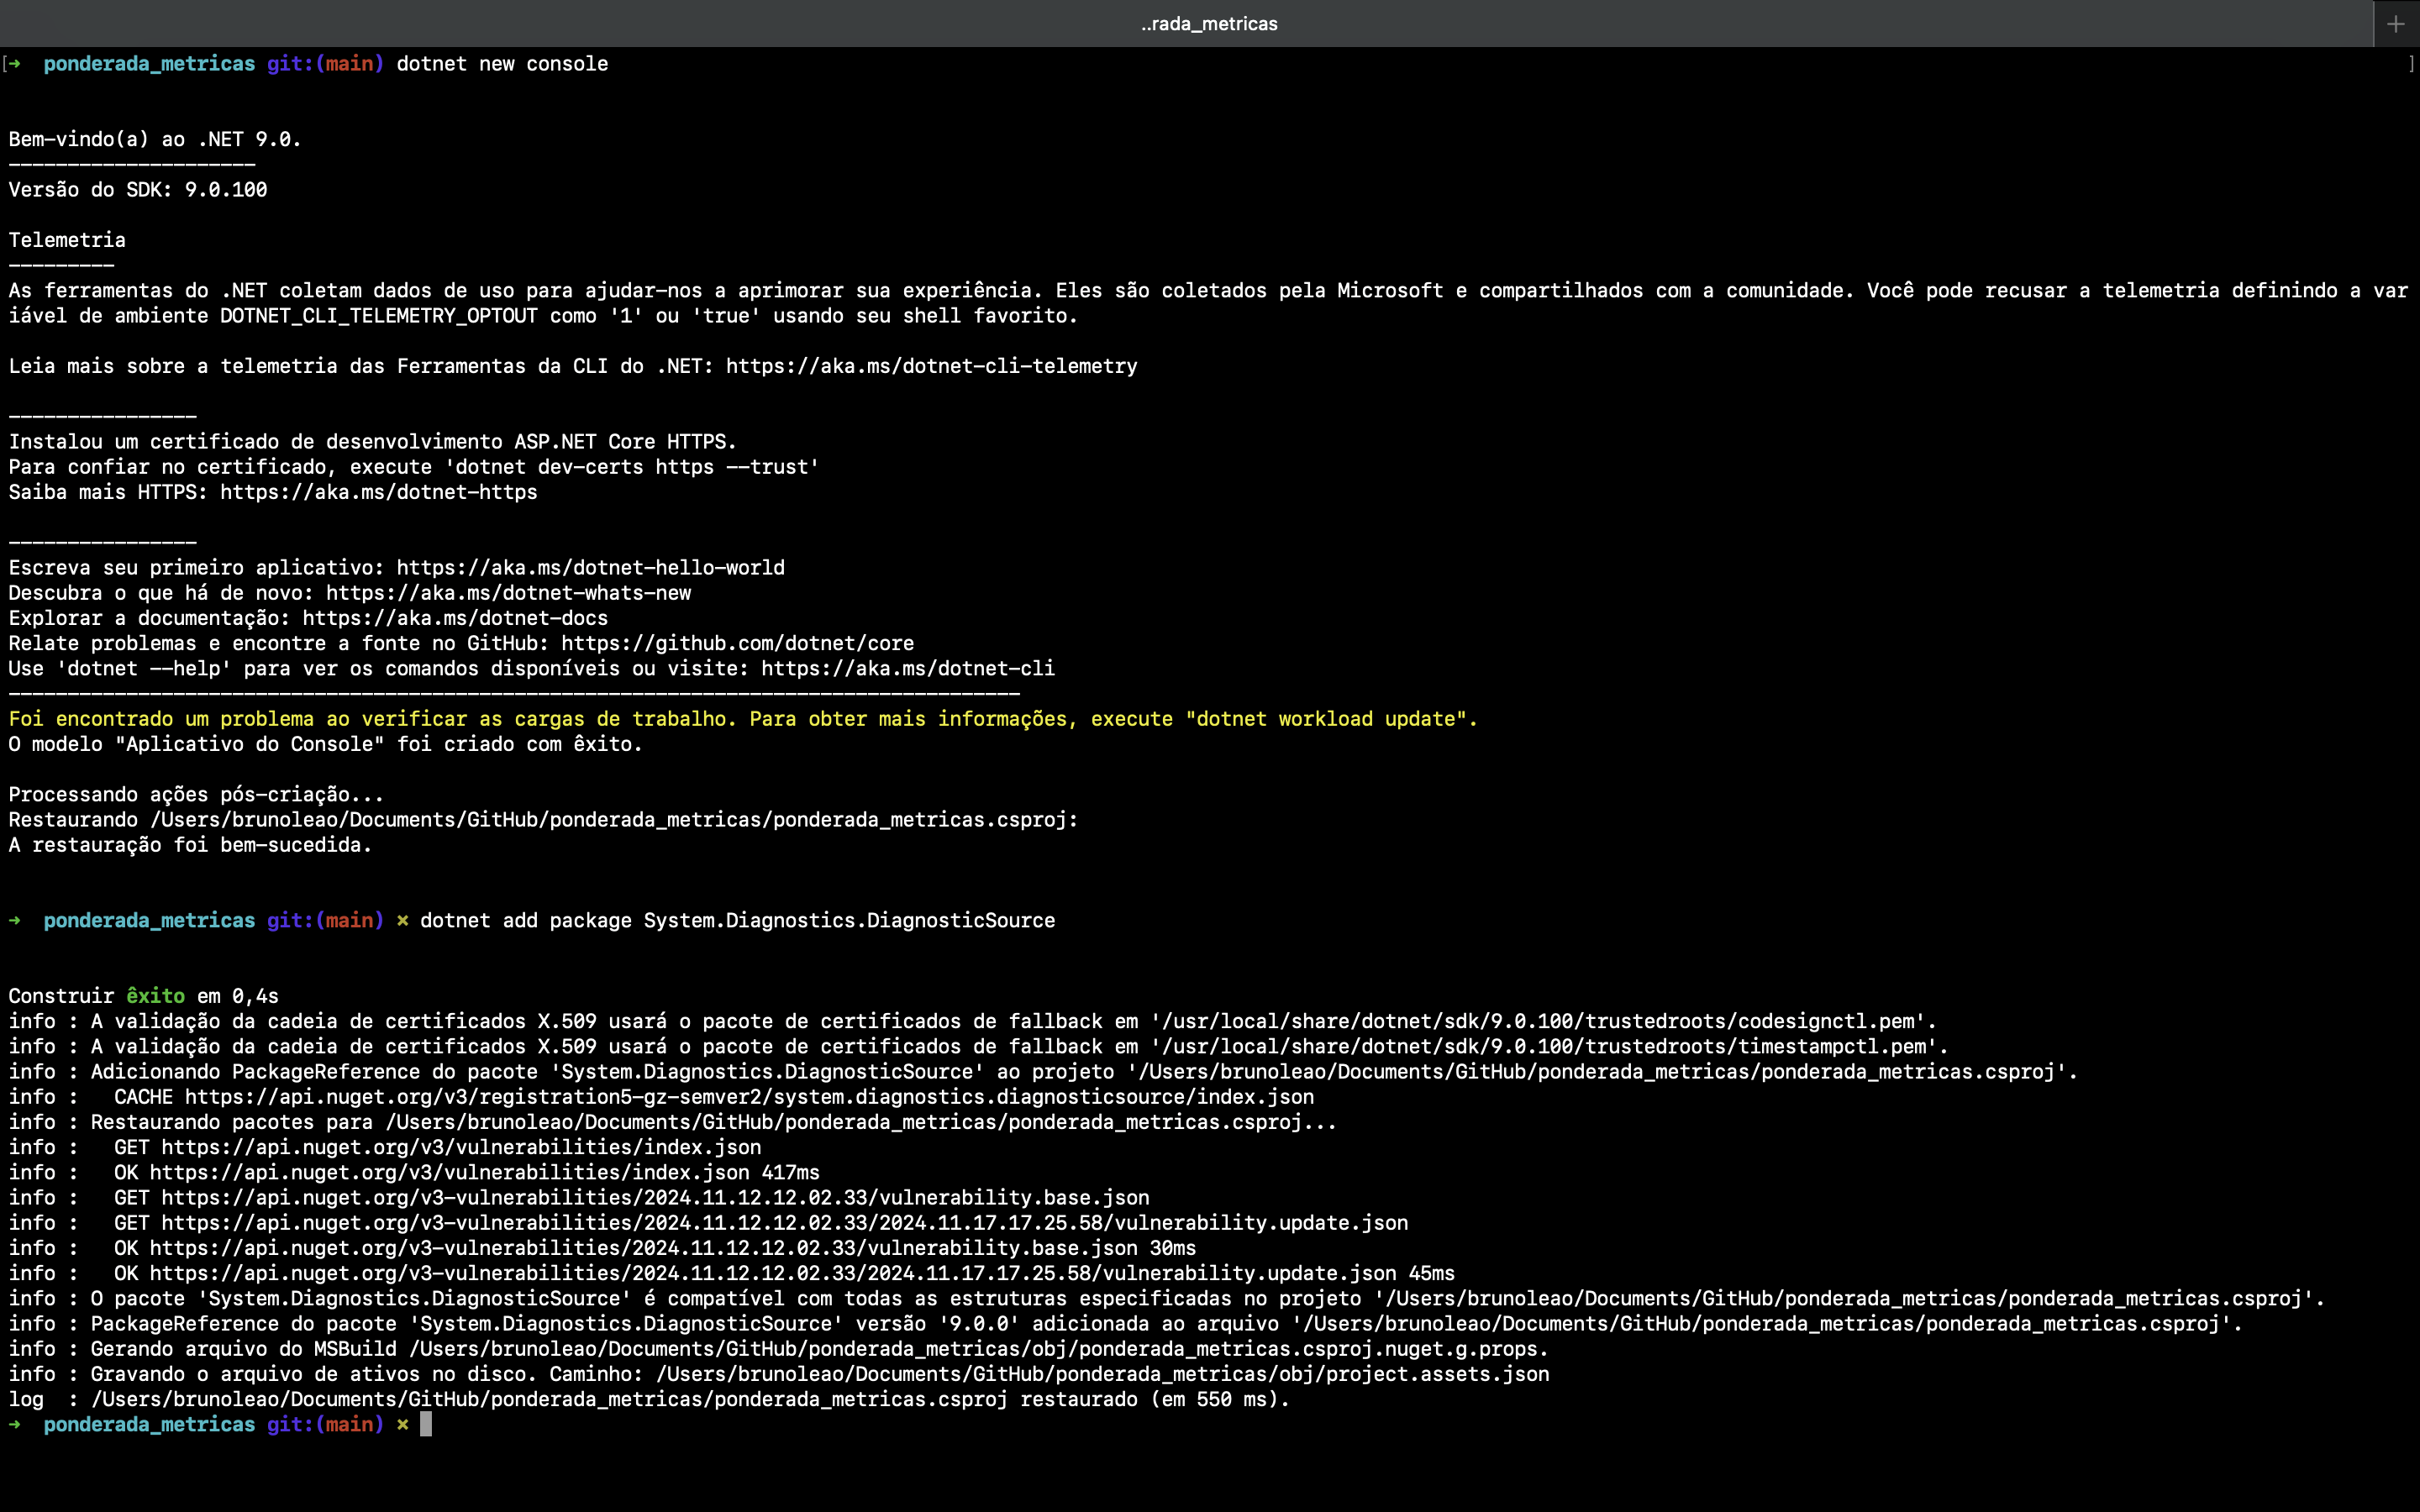 ..rada_metricas
+
[➜  ponderada_metricas git:(main) dotnet new console ]
Bem-vindo(a) ao .NET 9.0.
---------------------
Versão do SDK: 9.0.100
Telemetria
---------
As ferramentas do .NET coletam dados de uso para ajudar-nos a aprimorar sua experiência. Eles são coletados pela Microsoft e compartilhados com a comunidade. Você pode recusar a telemetria definindo a var
iável de ambiente DOTNET_CLI_TELEMETRY_OPTOUT como '1' ou 'true' usando seu shell favorito.
Leia mais sobre a telemetria das Ferramentas da CLI do .NET: https://aka.ms/dotnet-cli-telemetry
----------------
Instalou um certificado de desenvolvimento ASP.NET Core HTTPS.
Para confiar no certificado, execute 'dotnet dev-certs https --trust'
Saiba mais HTTPS: https://aka.ms/dotnet-https
----------------
Escreva seu primeiro aplicativo: https://aka.ms/dotnet-hello-world
Descubra o que há de novo: https://aka.ms/dotnet-whats-new
Explorar a documentação: https://aka.ms/dotnet-docs
Relate problemas e encontre a fonte no GitHub: https://github.com/dotnet/core
Use 'dotnet --help' para ver os comandos disponíveis ou visite: https://aka.ms/dotnet-cli
--------------------------------------------------------------------------------------
Foi encontrado um problema ao verificar as cargas de trabalho. Para obter mais informações, execute "dotnet workload update".
O modelo "Aplicativo do Console" foi criado com êxito.
Processando ações pós-criação...
Restaurando /Users/brunoleao/Documents/GitHub/ponderada_metricas/ponderada_metricas.csproj:
A restauração foi bem-sucedida.
➜  ponderada_metricas git:(main) ✗ dotnet add package System.Diagnostics.DiagnosticSource
Construir êxito em 0,4s
info : A validação da cadeia de certificados X.509 usará o pacote de certificados de fallback em '/usr/local/share/dotnet/sdk/9.0.100/trustedroots/codesignctl.pem'.
info : A validação da cadeia de certificados X.509 usará o pacote de certificados de fallback em '/usr/local/share/dotnet/sdk/9.0.100/trustedroots/timestampctl.pem'.
info : Adicionando PackageReference do pacote 'System.Diagnostics.DiagnosticSource' ao projeto '/Users/brunoleao/Documents/GitHub/ponderada_metricas/ponderada_metricas.csproj'.
info :   CACHE https://api.nuget.org/v3/registration5-gz-semver2/system.diagnostics.diagnosticsource/index.json
info : Restaurando pacotes para /Users/brunoleao/Documents/GitHub/ponderada_metricas/ponderada_metricas.csproj...
info :   GET https://api.nuget.org/v3/vulnerabilities/index.json
info :   OK https://api.nuget.org/v3/vulnerabilities/index.json 417ms
info :   GET https://api.nuget.org/v3-vulnerabilities/2024.11.12.12.02.33/vulnerability.base.json
info :   GET https://api.nuget.org/v3-vulnerabilities/2024.11.12.12.02.33/2024.11.17.17.25.58/vulnerability.update.json
info :   OK https://api.nuget.org/v3-vulnerabilities/2024.11.12.12.02.33/vulnerability.base.json 30ms
info :   OK https://api.nuget.org/v3-vulnerabilities/2024.11.12.12.02.33/2024.11.17.17.25.58/vulnerability.update.json 45ms
info : O pacote 'System.Diagnostics.DiagnosticSource' é compatível com todas as estruturas especificadas no projeto '/Users/brunoleao/Documents/GitHub/ponderada_metricas/ponderada_metricas.csproj'.
info : PackageReference do pacote 'System.Diagnostics.DiagnosticSource' versão '9.0.0' adicionada ao arquivo '/Users/brunoleao/Documents/GitHub/ponderada_metricas/ponderada_metricas.csproj'.
info : Gerando arquivo do MSBuild /Users/brunoleao/Documents/GitHub/ponderada_metricas/obj/ponderada_metricas.csproj.nuget.g.props.
info : Gravando o arquivo de ativos no disco. Caminho: /Users/brunoleao/Documents/GitHub/ponderada_metricas/obj/project.assets.json
log  : /Users/brunoleao/Documents/GitHub/ponderada_metricas/ponderada_metricas.csproj restaurado (em 550 ms).
➜  ponderada_metricas git:(main) ✗